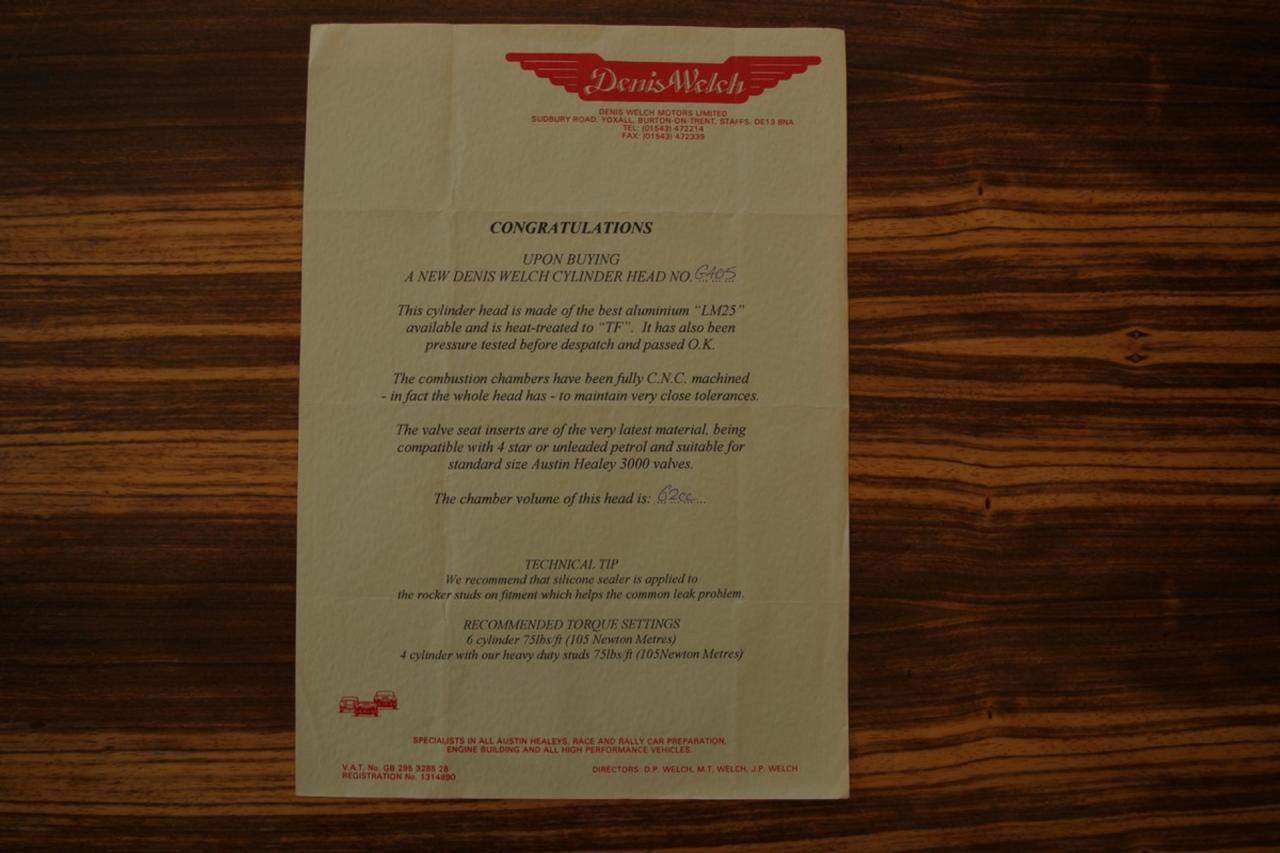 Denis Welch
DENIS WELCH MOTORS LIMITED
SUDBURY ROAD, YOXALL, BURTON-ON-TRENT, STAFFS. DE13 8NA
TEL: (01543) 472214
FAX: (01543) 472339
CONGRATULATIONS
UPON BUYING
A NEW DENIS WELCH CYLINDER HEAD NO. G405
This cylinder head is made of the best aluminium “LM25”
available and is heat-treated to “TF”. It has also been
pressure tested before despatch and passed O.K.
The combustion chambers have been fully C.N.C. machined
- in fact the whole head has - to maintain very close tolerances.
The valve seat inserts are of the very latest material, being
compatible with 4 star or unleaded petrol and suitable for
standard size Austin Healey 3000 valves.
The chamber volume of this head is: 62cc...
TECHNICAL TIP
We recommend that silicone sealer is applied to
the rocker studs on fitment which helps the common leak problem.
RECOMMENDED TORQUE SETTINGS
6 cylinder 75lbs/ft (105 Newton Metres)
4 cylinder with our heavy duty studs 75lbs/ft (105Newton Metres)
SPECIALISTS IN ALL AUSTIN HEALEYS, RACE AND RALLY CAR PREPARATION,
ENGINE BUILDING AND ALL HIGH PERFORMANCE VEHICLES.
V.A.T. No. GB 295 3285 28
REGISTRATION No. 1314890
DIRECTORS: D.P. WELCH, M.T. WELCH, J.P. WELCH